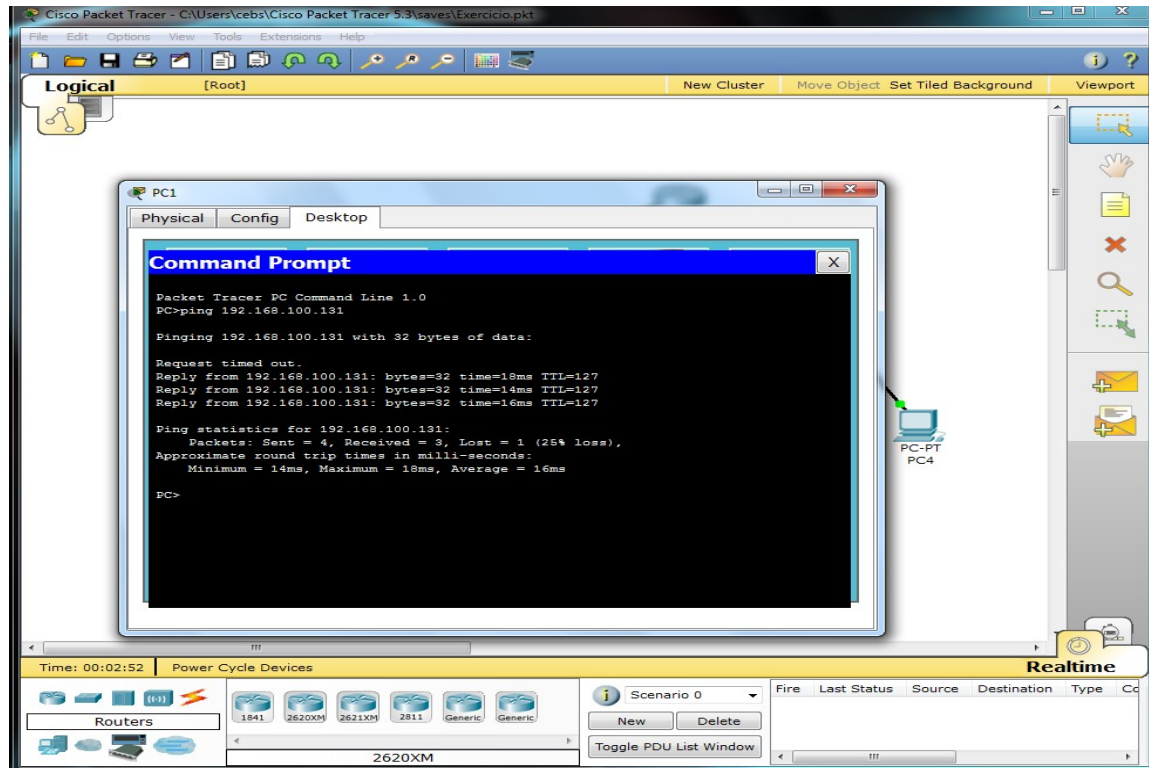 Cisco Packet Tracer - C:\Users\cebs\Cisco Packet Tracer 5.3\saves\Exercicio.pkt
File Edit Options View Tools Extensions Help
Logical [Root] New Cluster Move Object Set Tiled Background Viewport
PC1
Physical Config Desktop
Command Prompt X
Packet Tracer PC Command Line 1.0
PC>ping 192.168.100.131
Pinging 192.168.100.131 with 32 bytes of data:
Request timed out.
Reply from 192.168.100.131: bytes=32 time=18ms TTL=127
Reply from 192.168.100.131: bytes=32 time=14ms TTL=127
Reply from 192.168.100.131: bytes=32 time=16ms TTL=127
Ping statistics for 192.168.100.131:
Packets: Sent = 4, Received = 3, Lost = 1 (25% loss),
Approximate round trip times in milli-seconds:
Minimum = 14ms, Maximum = 18ms, Average = 16ms
PC>
PC-PT
PC4
Time: 00:02:52 Power Cycle Devices Realtime
Routers
1841 2620XM 2621XM 2811 Generic Generic
2620XM
Scenario 0
New Delete
Toggle PDU List Window
Fire Last Status Source Destination Type Co